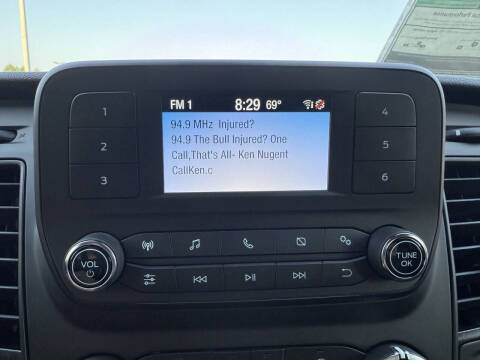 FM 1 8:29 69°
94.9 MHz Injured?
94.9 The Bull Injured? One
Call,That's All- Ken Nugent
CallKen.c
1
2
3
4
5
6
VOL
TUNE
OK